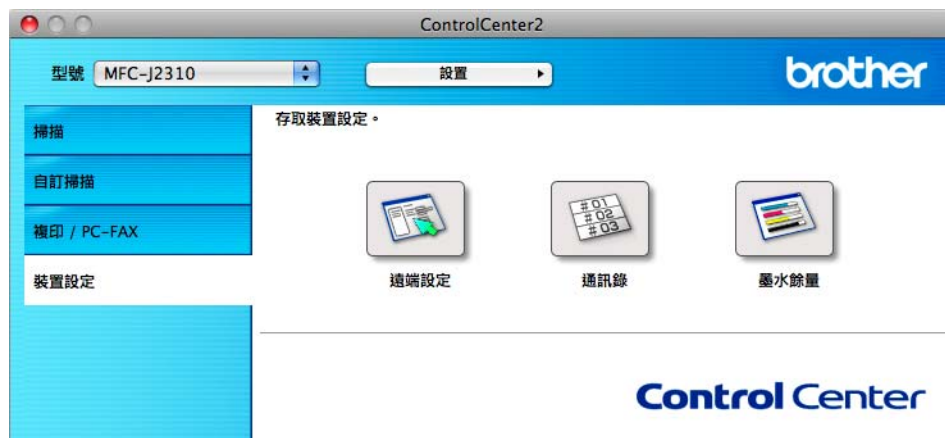 ControlCenter2
型號 MFC-J2310 設置 brother
掃描
自訂掃描
複印 / PC-FAX
裝置設定
存取裝置設定。
#01
#02
#03
遠端設定 通訊錄 墨水餘量
Control Center